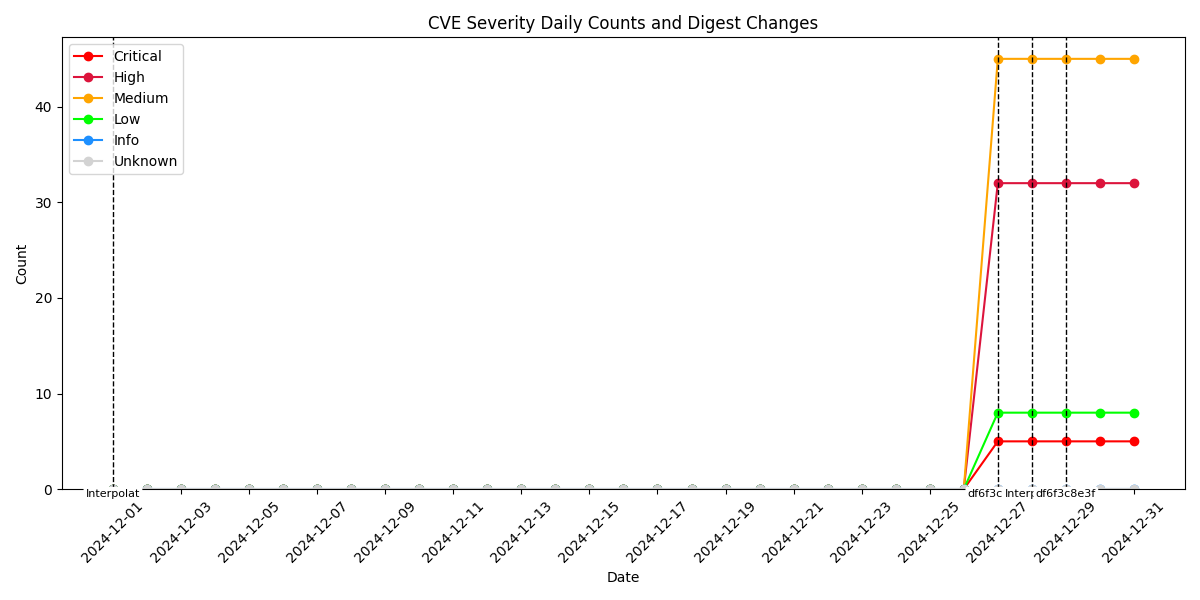 CVE Severity Daily Counts and Digest Changes
Critical
High
Medium
Low
Info
Unknown
Count
40
30
20
10
0
Interpolat
df6f3c
Interp
df6f3c8e3f
2024-12-01
2024-12-03
2024-12-05
2024-12-07
2024-12-09
2024-12-11
2024-12-13
2024-12-15
2024-12-17
2024-12-19
2024-12-21
2024-12-23
2024-12-25
2024-12-27
2024-12-29
2024-12-31
Date